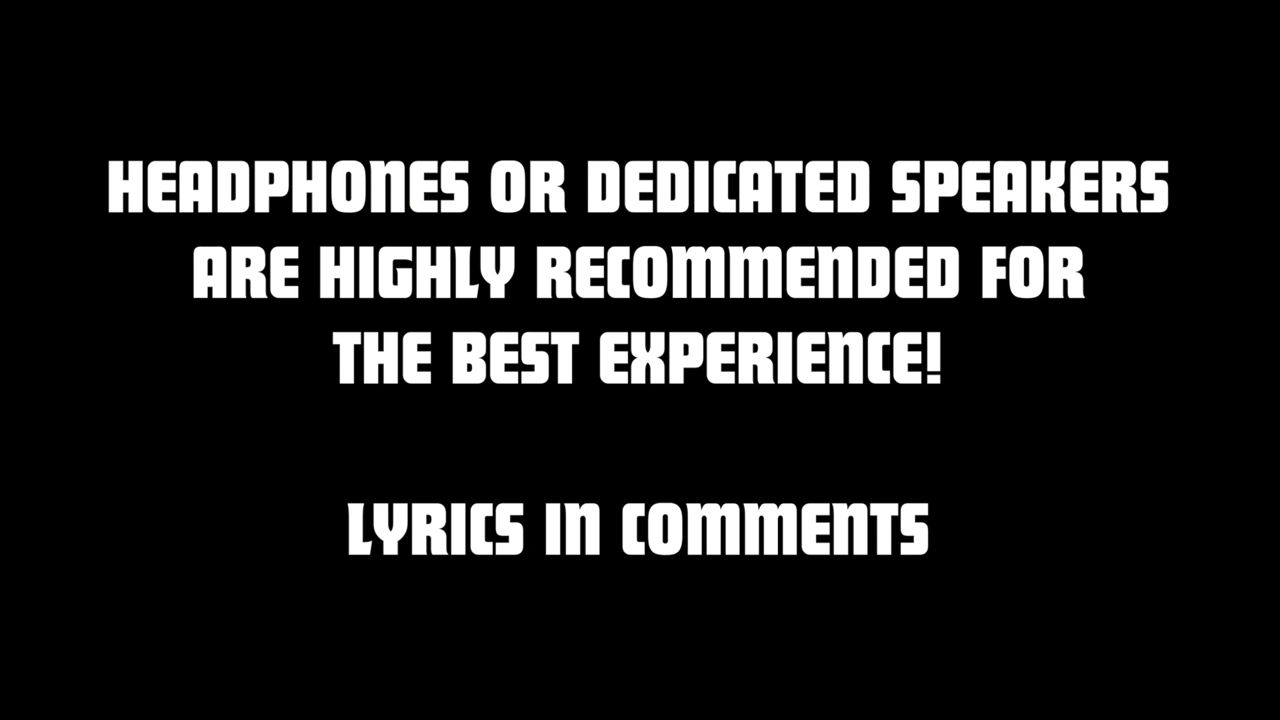 HEADPHONES OR DEDICATED SPEAKERS
ARE HIGHLY RECOMMENDED FOR
THE BEST EXPERIENCE!
LYRICS IN COMMENTS